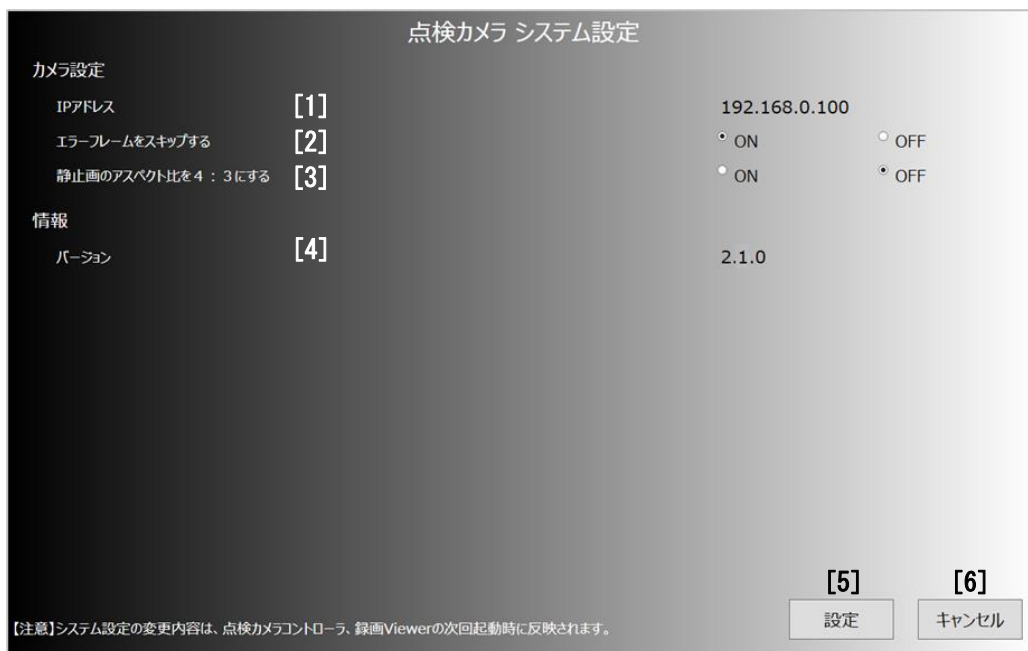 点検カメラ システム設定
カメラ設定
IPアドレス [1] 192.168.0.100
エラーフレームをスキップする [2] ON OFF
静止画のアスペクト比を4：3にする [3] ON OFF
情報
バージョン [4] 2.1.0
[5] [6]
設定 キャンセル
【注意】システム設定の変更内容は、点検カメラコントローラ、録画Viewerの次回起動時に反映されます。